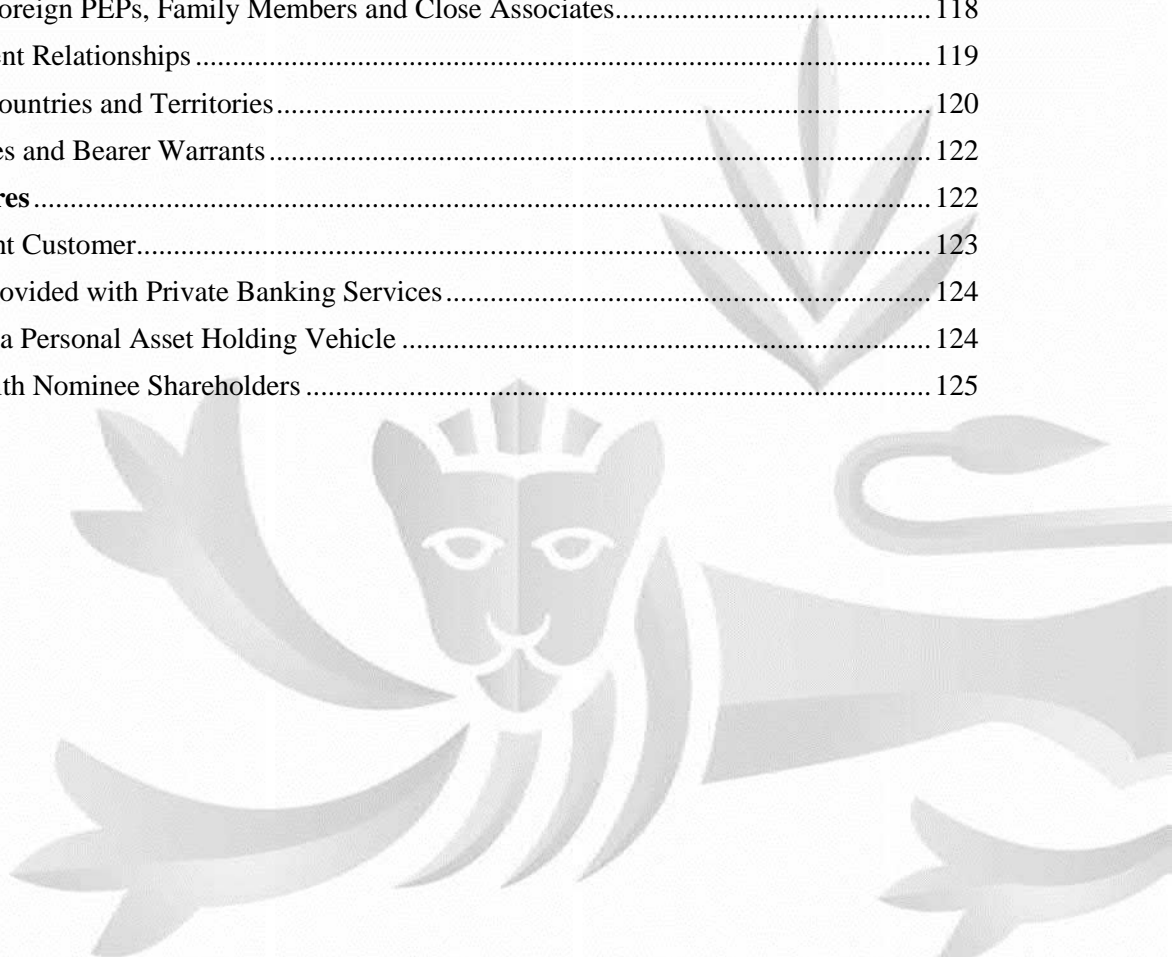 oreign PEPs, Family Members and Close Associates.......................................... 118
ent Relationships.................................................................................................... 119
ountries and Territories......................................................................................... 120
es and Bearer Warrants.......................................................................................... 122
res........................................................................................................................... 122
nt Customer............................................................................................................ 123
ovided with Private Banking Services.................................................................. 124
a Personal Asset Holding Vehicle........................................................................ 124
ith Nominee Shareholders..................................................................................... 125